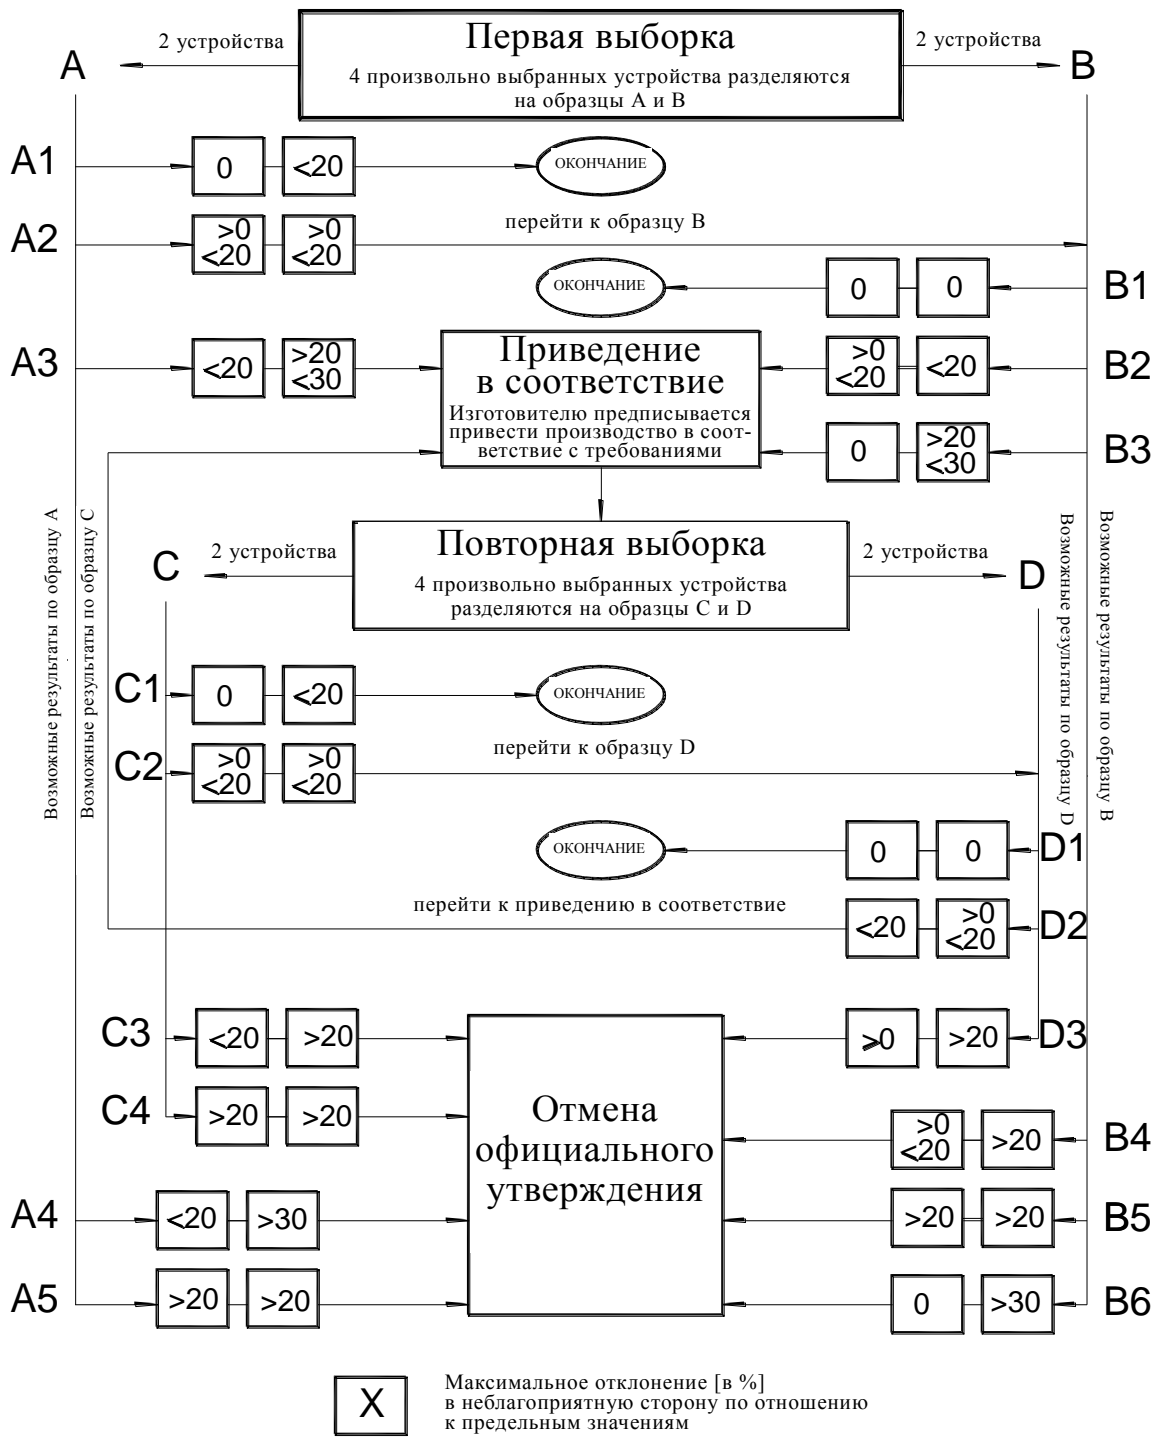 Первая выборка
4 произвольно выбранных устройства разделяются
на образцы A и B
2 устройства
2 устройства
A
B
A1
0
<20
ОКОНЧАНИЕ
перейти к образцу B
A2
>0
<20
>0
<20
ОКОНЧАНИЕ
0
0
B1
A3
<20
>20
<30
Приведение
в соответствие
Изготовителю предписывается
привести производство в соот-
ветствие с требованиями
>0
<20
<20
B2
0
>20
<30
B3
Возможные результаты по образцу A
Возможные результаты по образцу C
Возможные результаты по образцу D
Возможные результаты по образцу B
C
2 устройства
Повторная выборка
4 произвольно выбранных устройства
разделяются на образцы C и D
2 устройства
D
C1
0
<20
ОКОНЧАНИЕ
перейти к образцу D
C2
>0
<20
>0
<20
ОКОНЧАНИЕ
0
0
D1
перейти к приведению в соответствие
<20
>0
<20
D2
C3
<20
>20
Отмена
официального
утверждения
>0
>20
D3
C4
>20
>20
>0
<20
>20
B4
A4
<20
>30
>20
>20
B5
A5
>20
>20
0
>30
B6
X
Максимальное отклонение [в %]
в неблагоприятную сторону по отношению
к предельным значениям